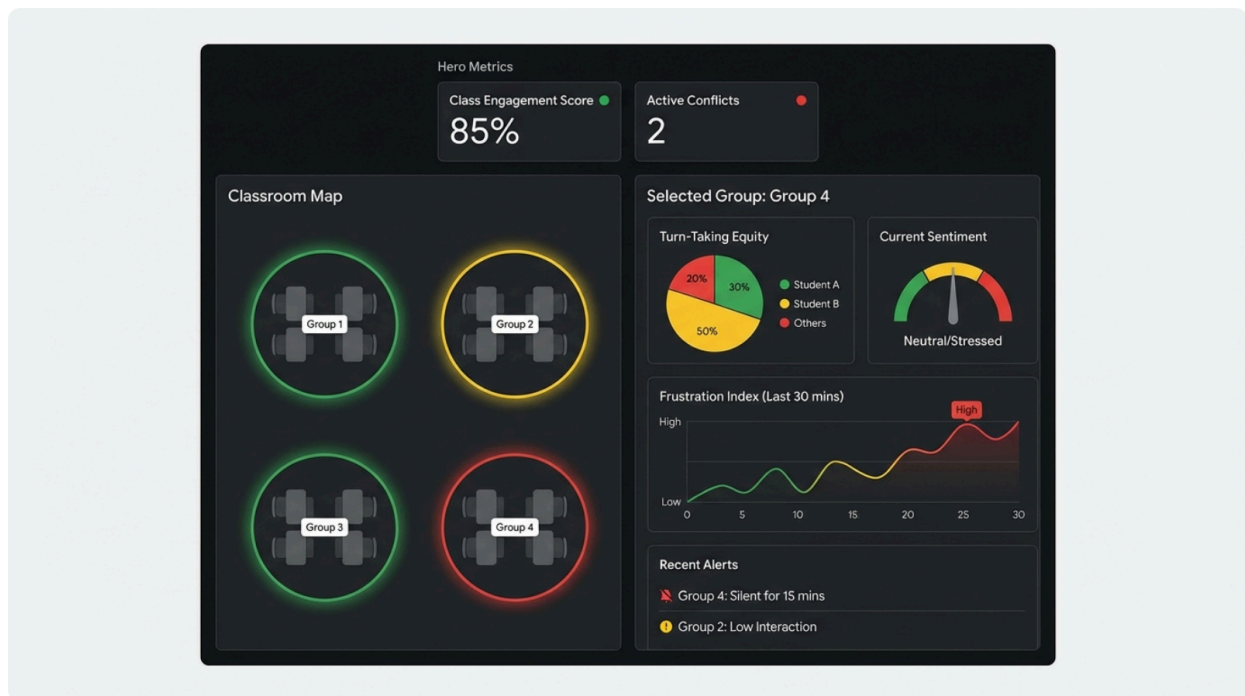 Hero Metrics
Class Engagement Score
85%
Active Conflicts
2
Classroom Map
Group 1
Group 2
Group 3
Group 4
Selected Group: Group 4
Turn-Taking Equity
20%
30%
50%
Student A
Student B
Others
Current Sentiment
Neutral/Stressed
Frustration Index (Last 30 mins)
High
High
Low
0 5 10 15 20 25 30
Recent Alerts
Group 4: Silent for 15 mins
Group 2: Low Interaction